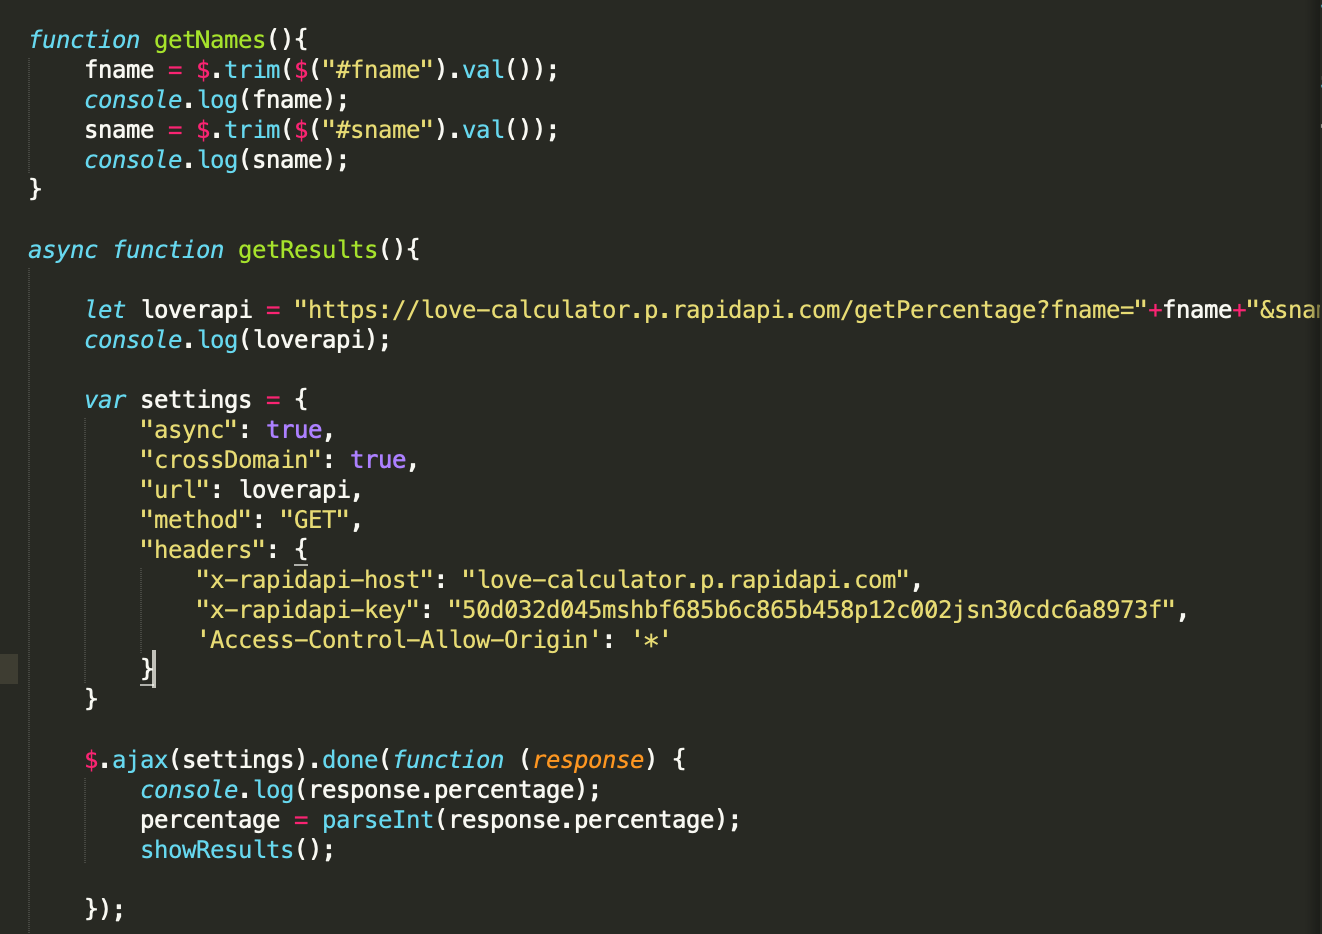 function getNames(){
    fname = $.trim($("#fname").val());
    console.log(fname);
    sname = $.trim($("#sname").val());
    console.log(sname);
}
async function getResults(){
    let loverapi = "https://love-calculator.p.rapidapi.com/getPercentage?fname="+fname+"&sna
    console.log(loverapi);
    var settings = {
        "async": true,
        "crossDomain": true,
        "url": loverapi,
        "method": "GET",
        "headers": {
            "x-rapidapi-host": "love-calculator.p.rapidapi.com",
            "x-rapidapi-key": "50d032d045mshbf685b6c865b458p12c002jsn30cdc6a8973f",
            'Access-Control-Allow-Origin': '*'
        }
    }
    $.ajax(settings).done(function (response) {
        console.log(response.percentage);
        percentage = parseInt(response.percentage);
        showResults();
    });